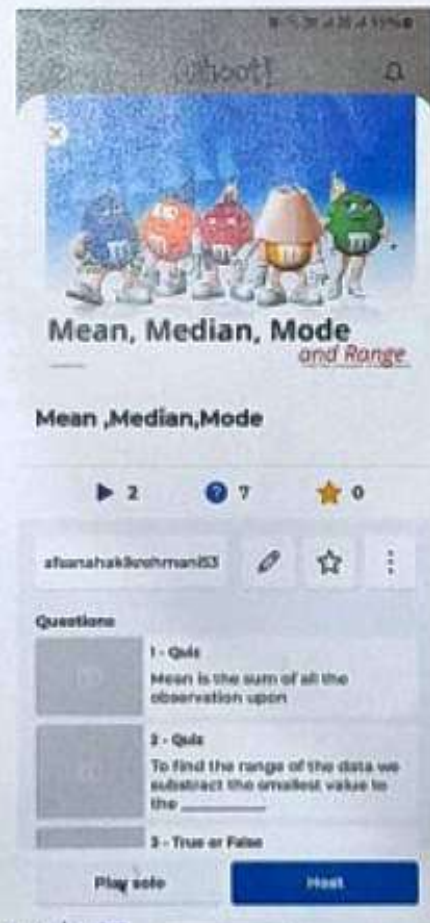 Kahoot!
Mean, Median, Mode
and Range
Mean ,Median,Mode
2
7
0
Questions
1 - Quiz
Mean is the sum of all the
observation upon
2 - Quiz
To find the range of the data we
substract the smallest value to
the ________
3 - True or False
Play solo
Host